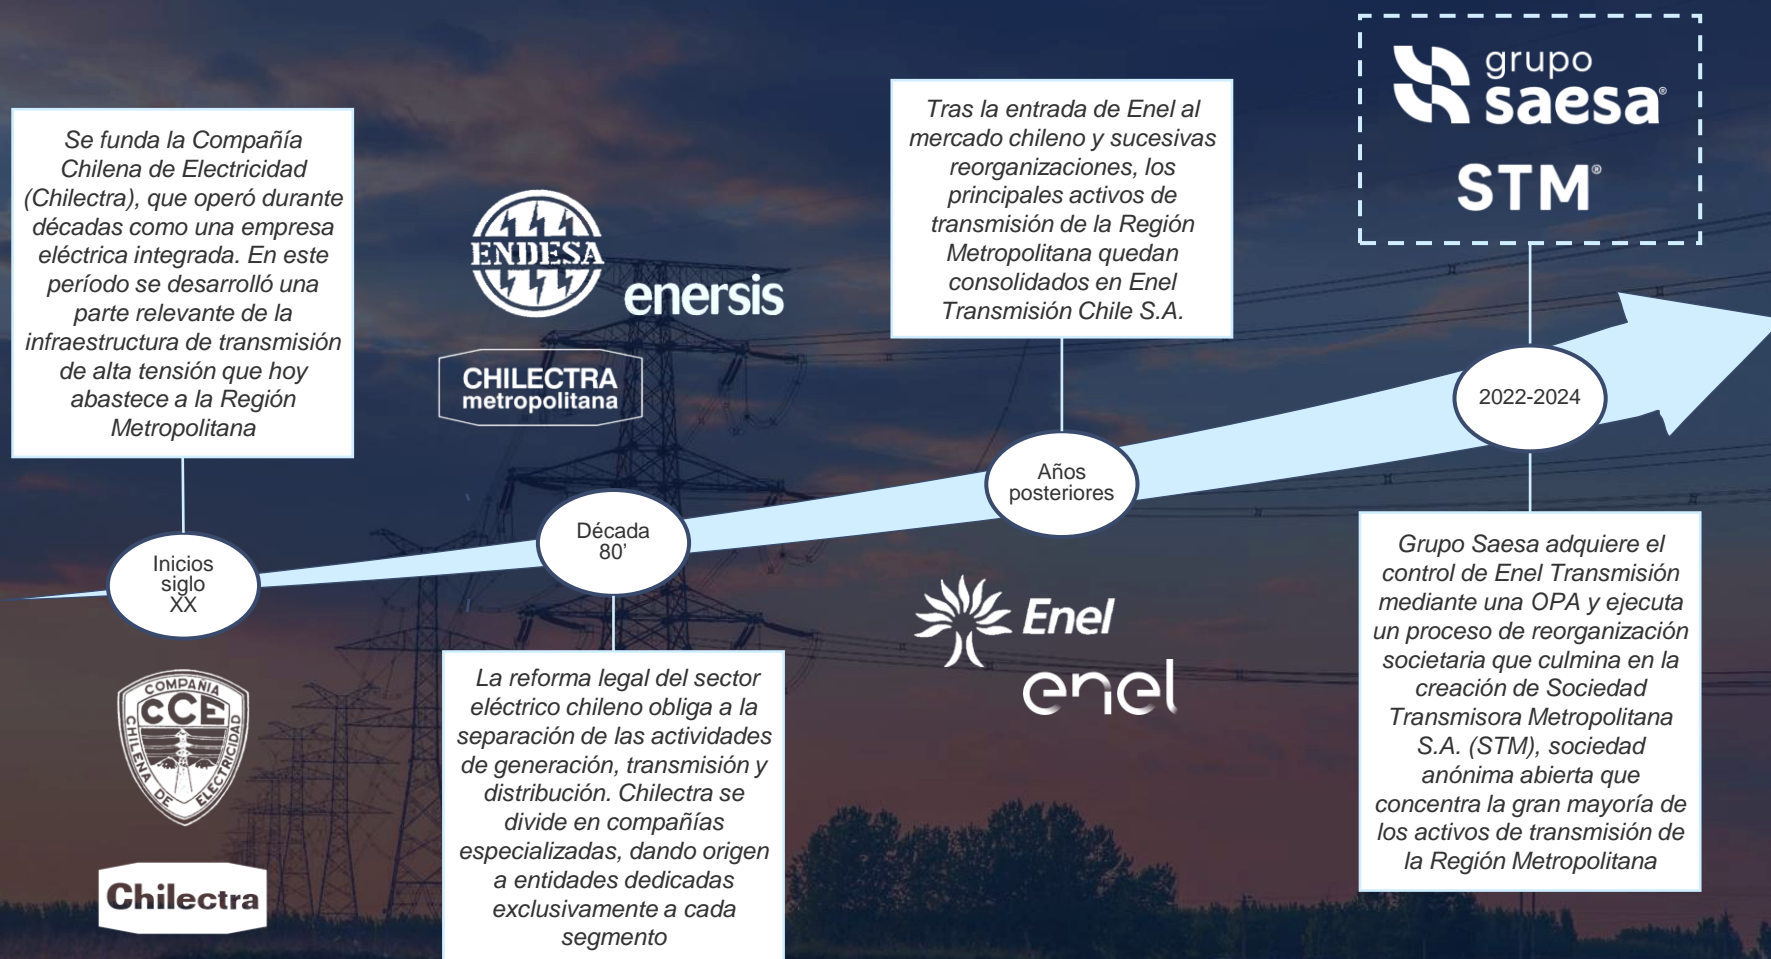 Se funda la Compañía
Chilena de Electricidad
(Chilectra), que operó durante
décadas como una empresa
eléctrica integrada. En este
período se desarrolló una
parte relevante de la
infraestructura de transmisión
de alta tensión que hoy
abastece a la Región
Metropolitana
Inicios
siglo
XX
COMPAÑIA
CCE
CHILENA DE ELECTRICIDAD
Chilectra
ENDESA
enersis
CHILECTRA
metropolitana
Década
80’
La reforma legal del sector
eléctrico chileno obliga a la
separación de las actividades
de generación, transmisión y
distribución. Chilectra se
divide en compañías
especializadas, dando origen
a entidades dedicadas
exclusivamente a cada
segmento
Tras la entrada de Enel al
mercado chileno y sucesivas
reorganizaciones, los
principales activos de
transmisión de la Región
Metropolitana quedan
consolidados en Enel
Transmisión Chile S.A.
Años
posteriores
Enel
enel
grupo
saesa®
STM®
2022-2024
Grupo Saesa adquiere el
control de Enel Transmisión
mediante una OPA y ejecuta
un proceso de reorganización
societaria que culmina en la
creación de Sociedad
Transmisora Metropolitana
S.A. (STM), sociedad
anónima abierta que
concentra la gran mayoría de
los activos de transmisión de
la Región Metropolitana